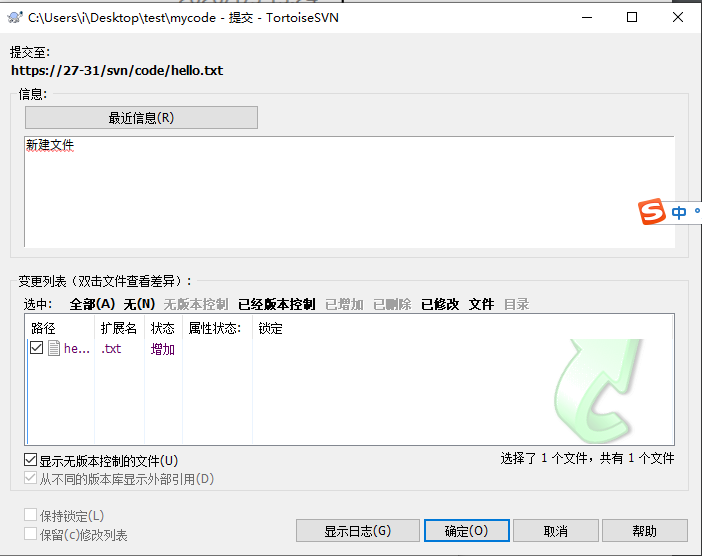 C:\Users\i\Desktop\test\mycode - 提交 - TortoiseSVN
提交至:
https://27-31/svn/code/hello.txt
信息:
最近信息(R)
新建文件
中 °
变更列表（双击文件查看差异）:
选中: 全部(A) 无(N) 无版本控制 已经版本控制 已增加 已删除 已修改 文件 目录
路径 扩展名 状态 属性状态: 锁定
he... .txt 增加
显示无版本控制的文件(U) 选择了 1 个文件，共有 1 个文件
从不同的版本库显示外部引用(D)
保持锁定(L)
保留(c)修改列表
显示日志(G) 确定(O) 取消 帮助